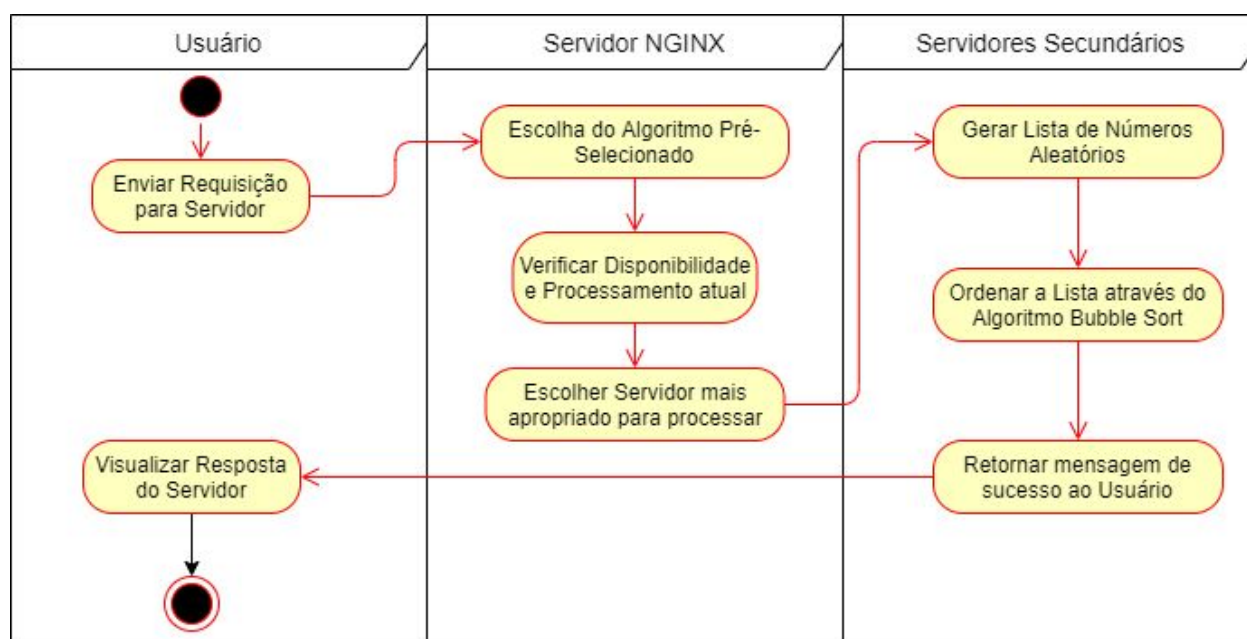 Usuário
Servidor NGINX
Servidores Secundários
Enviar Requisição
para Servidor
Escolha do Algoritmo Pré-
Selecionado
Verificar Disponibilidade
e Processamento atual
Escolher Servidor mais
apropriado para processar
Gerar Lista de Números
Aleatórios
Ordenar a Lista através do
Algoritmo Bubble Sort
Retornar mensagem de
sucesso ao Usuário
Visualizar Resposta
do Servidor